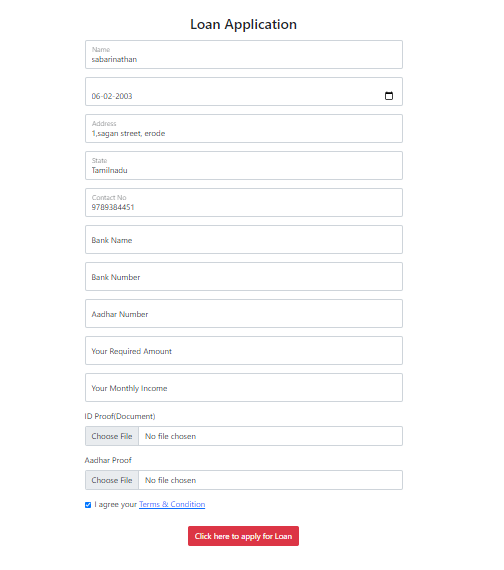 Loan Application
Name
sabarinathan
06-02-2003
Address
1,sagan street, erode
State
Tamilnadu
Contact No
9789384451
Bank Name
Bank Number
Aadhar Number
Your Required Amount
Your Monthly Income
ID Proof(Document)
Choose File No file chosen
Aadhar Proof
Choose File No file chosen
I agree your Terms & Condition
Click here to apply for Loan